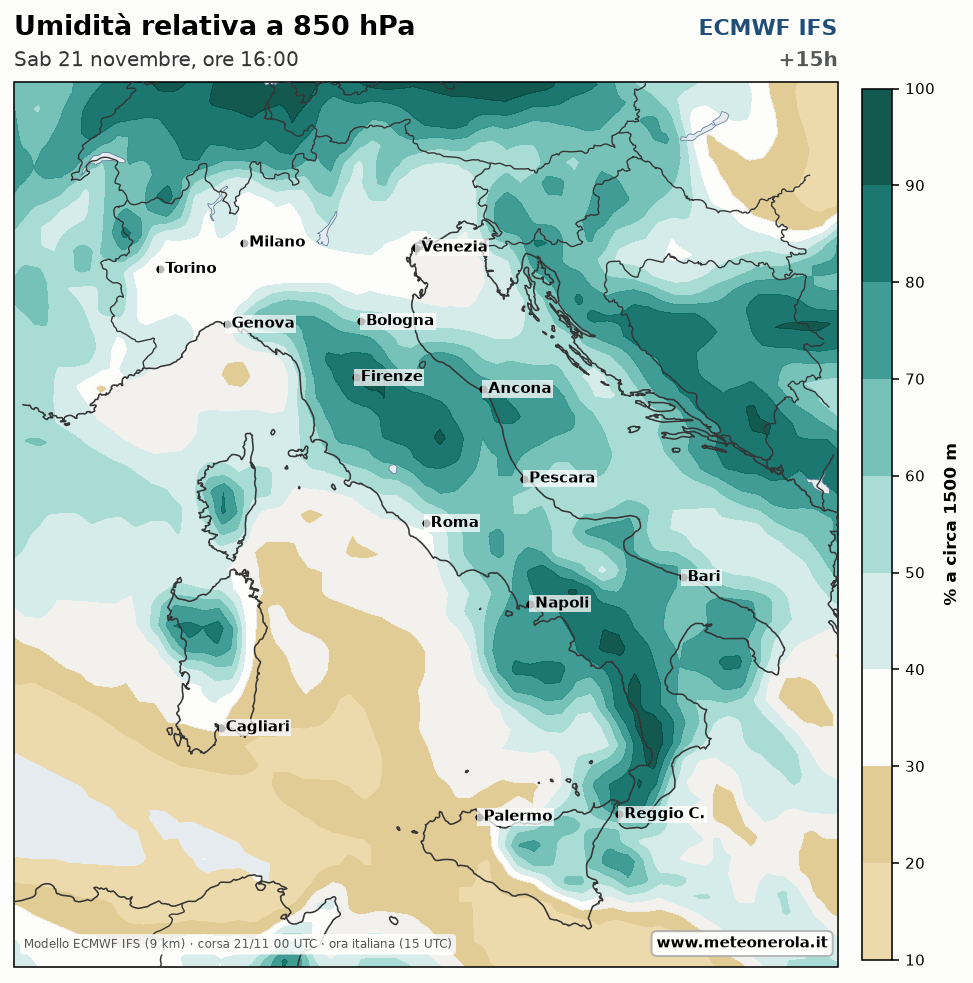 Umidità relativa a 850 hPa
ECMWF IFS
Sab 21 novembre, ore 16:00
+15h
100
90
80
70
60
50
40
30
20
10
% a circa 1500 m
Milano
Venezia
Torino
Genova
Bologna
Firenze
Ancona
Pescara
Roma
Bari
Napoli
Cagliari
Palermo
Reggio C.
Modello ECMWF IFS (9 km) · corsa 21/11 00 UTC · ora italiana (15 UTC)
www.meteonerola.it